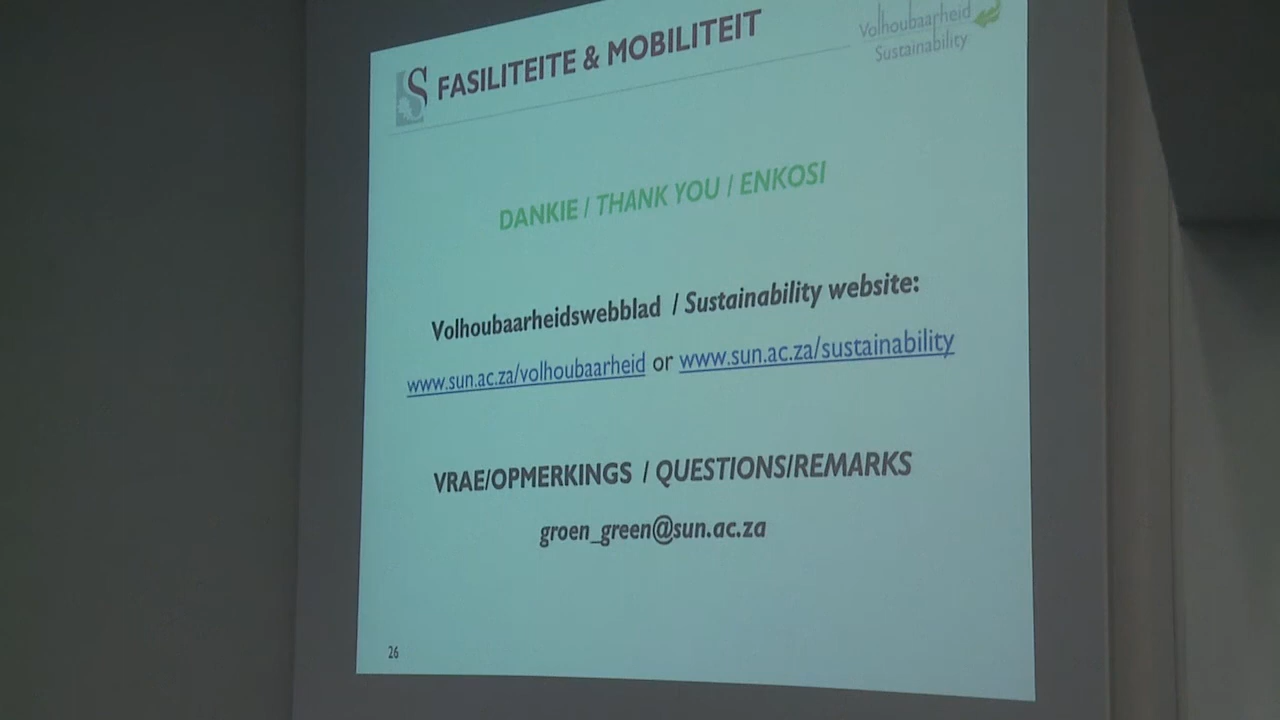 FASILITEITE & MOBILITEIT
Volhoubaarheid
Sustainability
DANKIE / THANK YOU / ENKOSI
Volhoubaarheidswebblad / Sustainability website:
www.sun.ac.za/volhoubaarheid or www.sun.ac.za/sustainability
VRAE/OPMERKINGS / QUESTIONS/REMARKS
groen_green@sun.ac.za
26